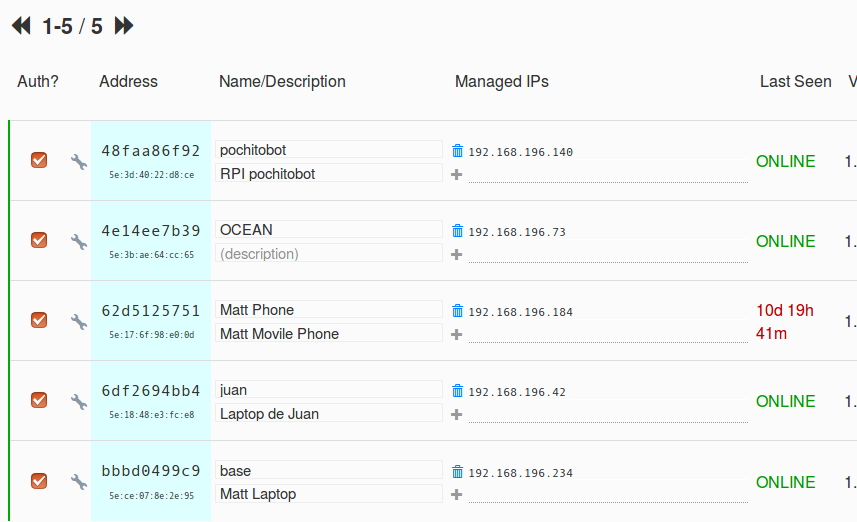 1-5 / 5
Auth? Address Name/Description Managed IPs Last Seen V
48faa86f92 pochitobot 192.168.196.140 ONLINE 1.
5e:3d:40:22:d8:ce RPI pochitobot
4e14ee7b39 OCEAN 192.168.196.73 ONLINE 1.
5e:3b:ae:64:cc:65 (description)
62d5125751 Matt Phone 192.168.196.184 10d 19h 1.
5e:17:6f:98:e0:0d Matt Movile Phone 41m
6df2694bb4 juan 192.168.196.42 ONLINE 1.
5e:18:48:e3:fc:e8 Laptop de Juan
bbbd0499c9 base 192.168.196.234 ONLINE 1.
5e:ce:07:8e:2e:95 Matt Laptop